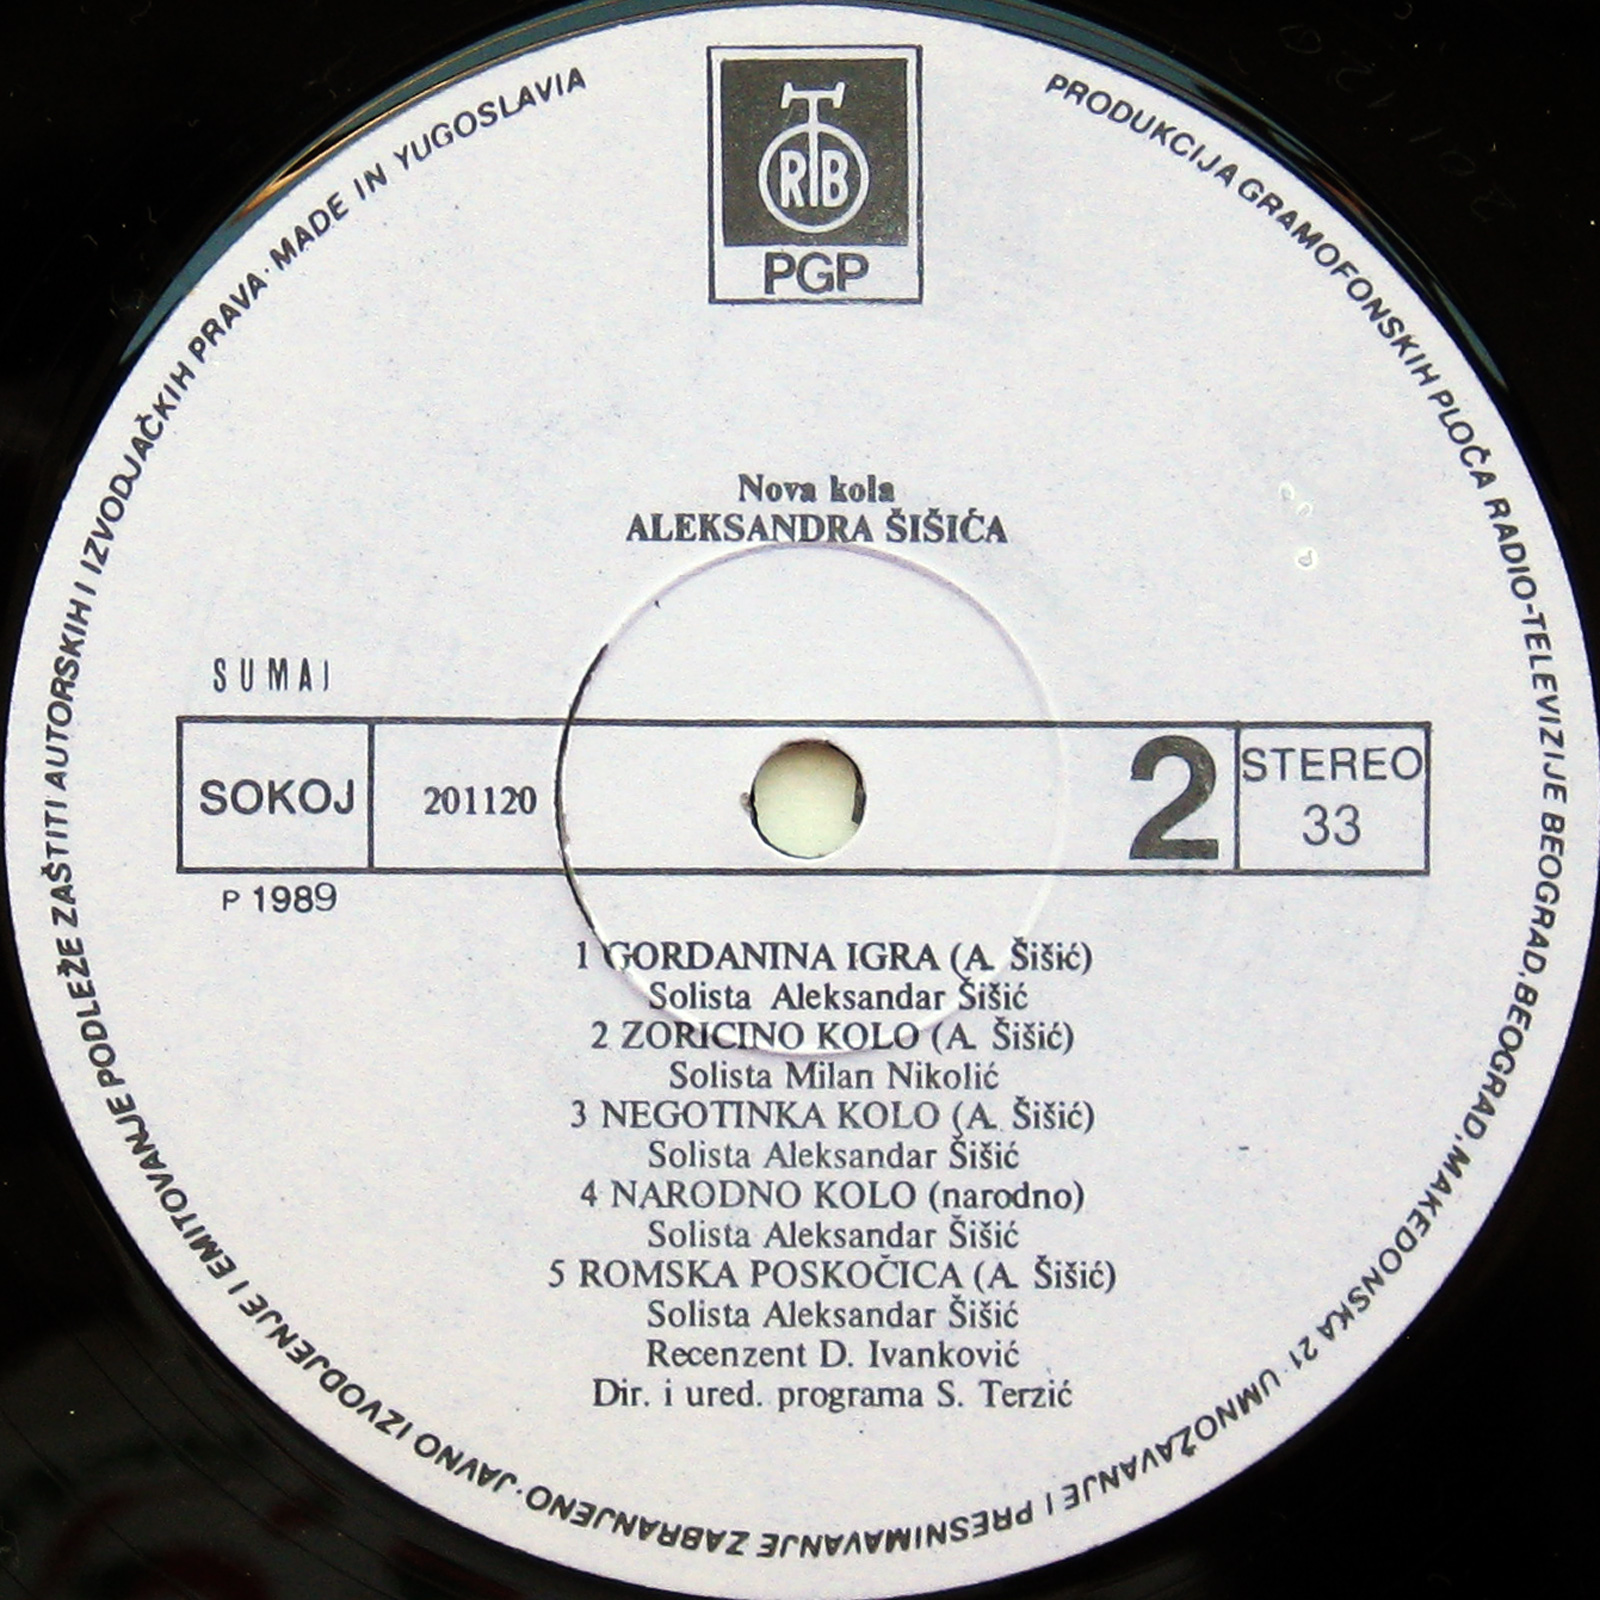 PRODUKCIJA GRAMOFONSKIH PLOČA RADIO-TELEVIZIJE BEOGRAD, BEOGRAD, MAKEDONSKA 21 · UMNOŽAVANJE I PRESNIMAVANJE ZABRANJENO · JAVNO IZVODJENJE I EMITOVANJE PODLEŽE ZAŠTITI AUTORSKIH I IZVODJAČKIH PRAVA · MADE IN YUGOSLAVIA
RTB
PGP
Nova kola
ALEKSANDRA ŠIŠIĆA
SUMAI
SOKOJ
201120
2
STEREO
33
P 1989
1 GORDANINA IGRA (A. Šišić)
Solista Aleksandar Šišić
2 ZORICINO KOLO (A. Šišić)
Solista Milan Nikolić
3 NEGOTINKA KOLO (A. Šišić)
Solista Aleksandar Šišić
4 NARODNO KOLO (narodno)
Solista Aleksandar Šišić
5 ROMSKA POSKOČICA (A. Šišić)
Solista Aleksandar Šišić
Recenzent D. Ivanković
Dir. i ured. programa S. Terzić